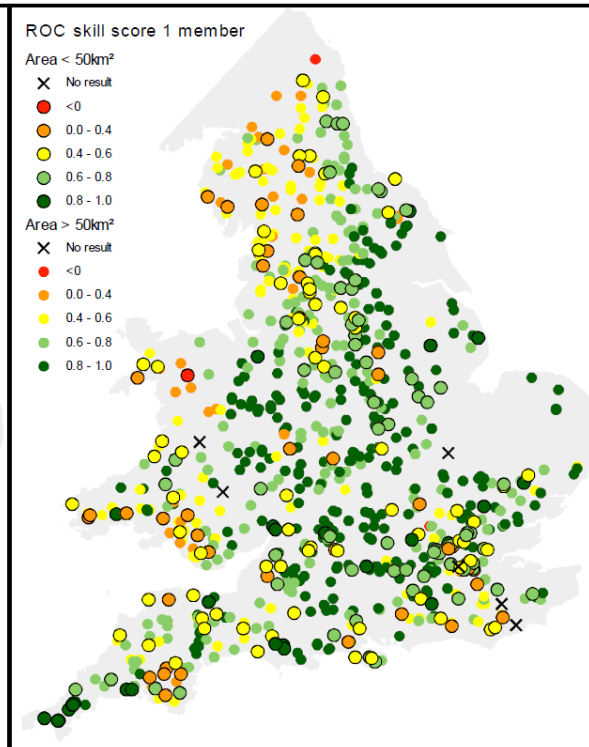 ROC skill score 1 member
Area < 50km²
No result
<0
0.0 - 0.4
0.4 - 0.6
0.6 - 0.8
0.8 - 1.0
Area > 50km²
No result
<0
0.0 - 0.4
0.4 - 0.6
0.6 - 0.8
0.8 - 1.0